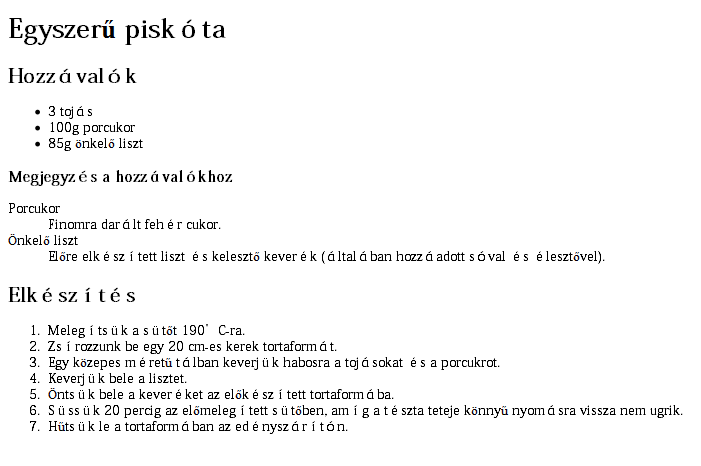 Egyszerű piskóta
Hozzávalók
• 3 tojás
• 100g porcukor
• 85g önkelő liszt
Megjegyzés a hozzávalókhoz
Porcukor
Finomra darált fehér cukor.
Önkelő liszt
Előre elkészített liszt és kelesztő keverék (általában hozzáadott sóval és élesztővel).
Elkészítés
1. Melegítsük a sütőt 190° C-ra.
2. Zsírozzunk be egy 20 cm-es kerek tortaformát.
3. Egy közepes méretű tálban keverjük habosra a tojásokat és a porcukrot.
4. Keverjük bele a lisztet.
5. Öntsük bele a keveréket az előkészített tortaformába.
6. Süssük 20 percig az előmelegített sütőben, amíg a tészta teteje könnyű nyomásra vissza nem ugrik.
7. Hűtsük le a tortaformában az edényszárítón.